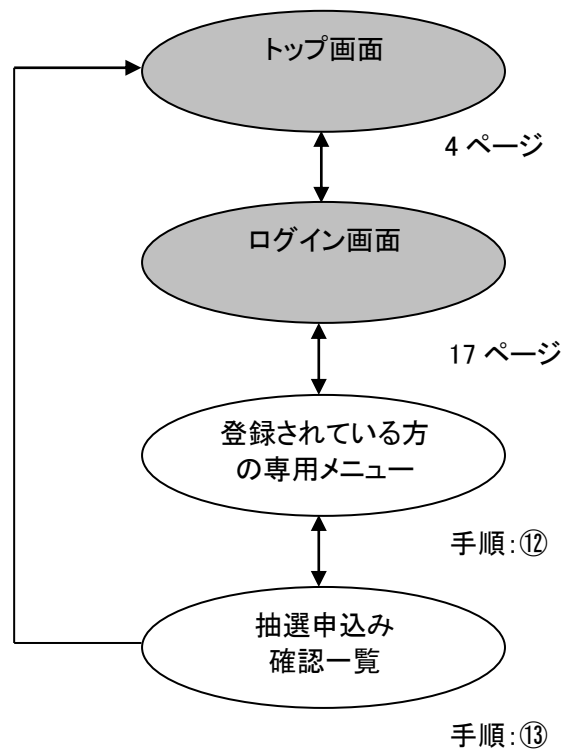 トップ画面
4 ページ
ログイン画面
17 ページ
登録されている方
の専用メニュー
手順：⑫
抽選申込み
確認一覧
手順：⑬